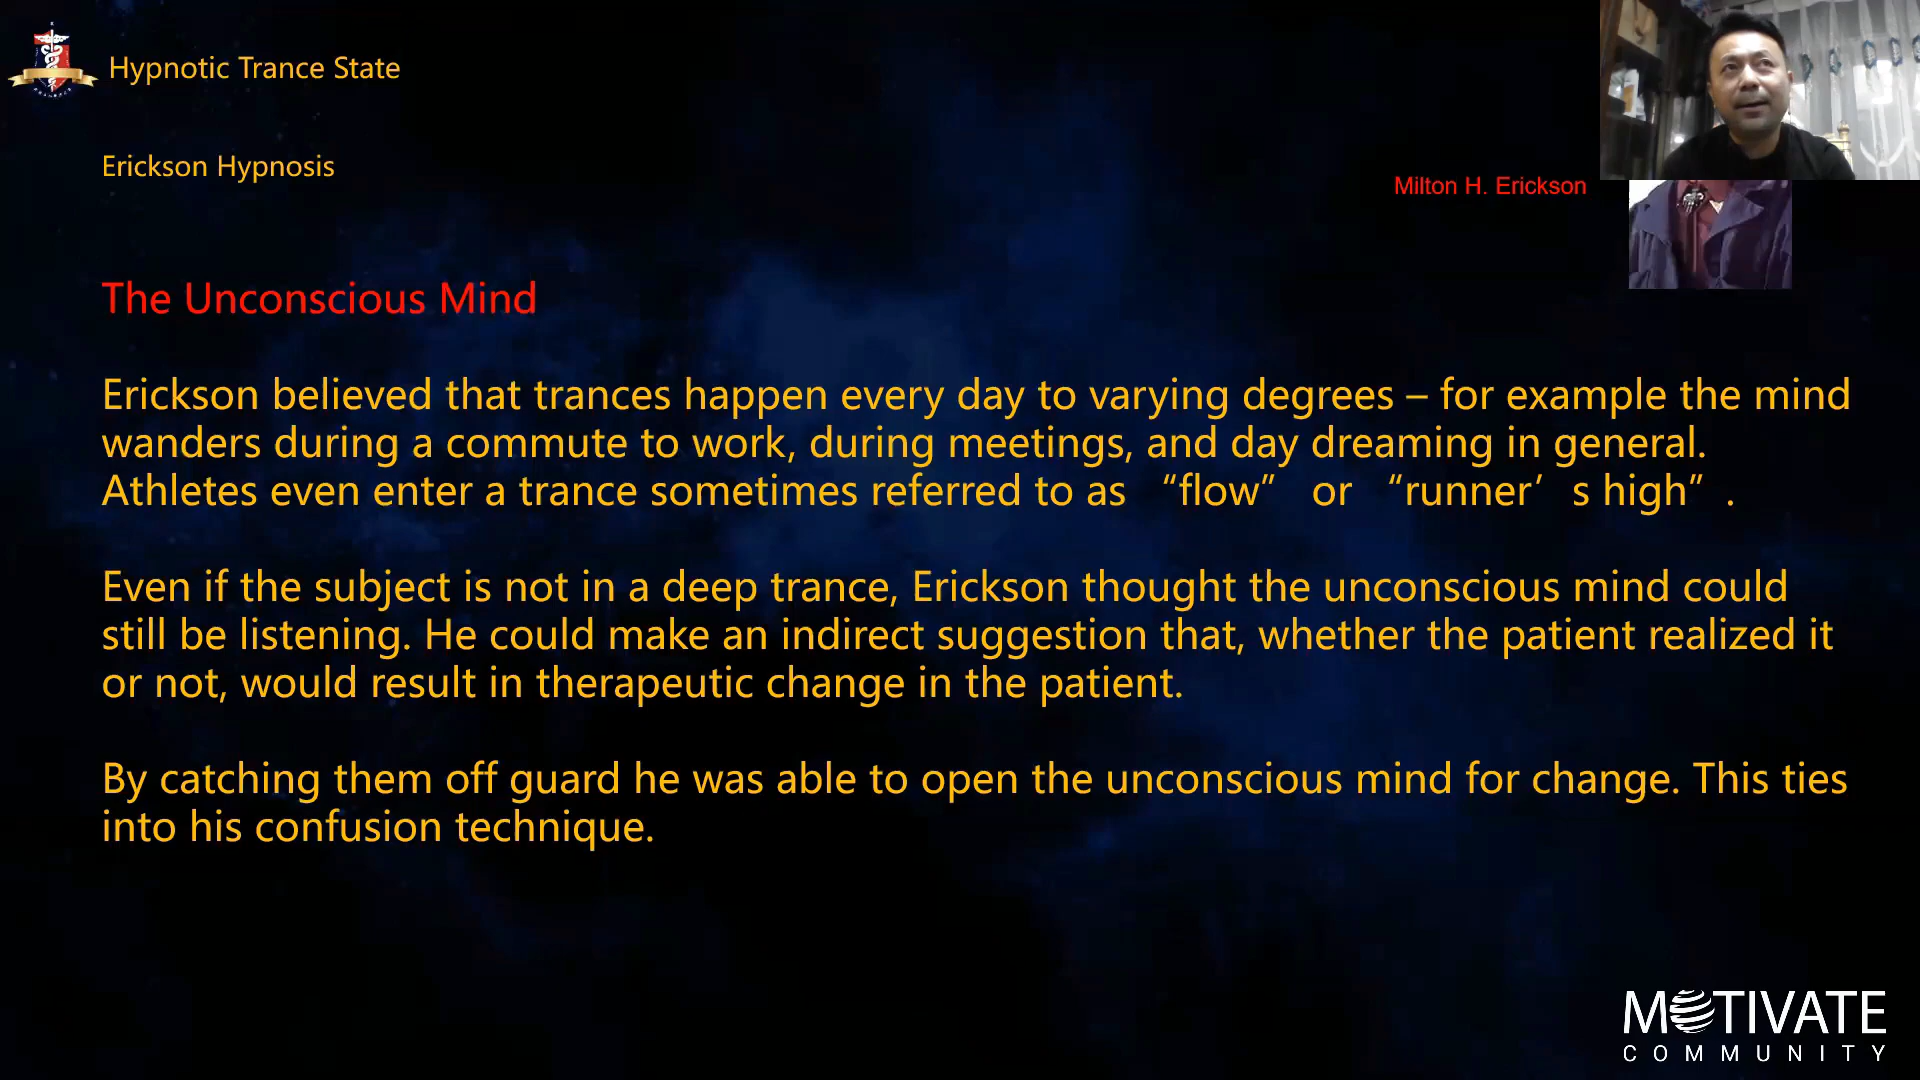 Hypnotic Trance State
Erickson Hypnosis
Milton H. Erickson
The Unconscious Mind
Erickson believed that trances happen every day to varying degrees – for example the mind
wanders during a commute to work, during meetings, and day dreaming in general.
Athletes even enter a trance sometimes referred to as “flow” or “runner’s high”.
Even if the subject is not in a deep trance, Erickson thought the unconscious mind could
still be listening. He could make an indirect suggestion that, whether the patient realized it
or not, would result in therapeutic change in the patient.
By catching them off guard he was able to open the unconscious mind for change. This ties
into his confusion technique.
MOTIVATE
COMMUNITY